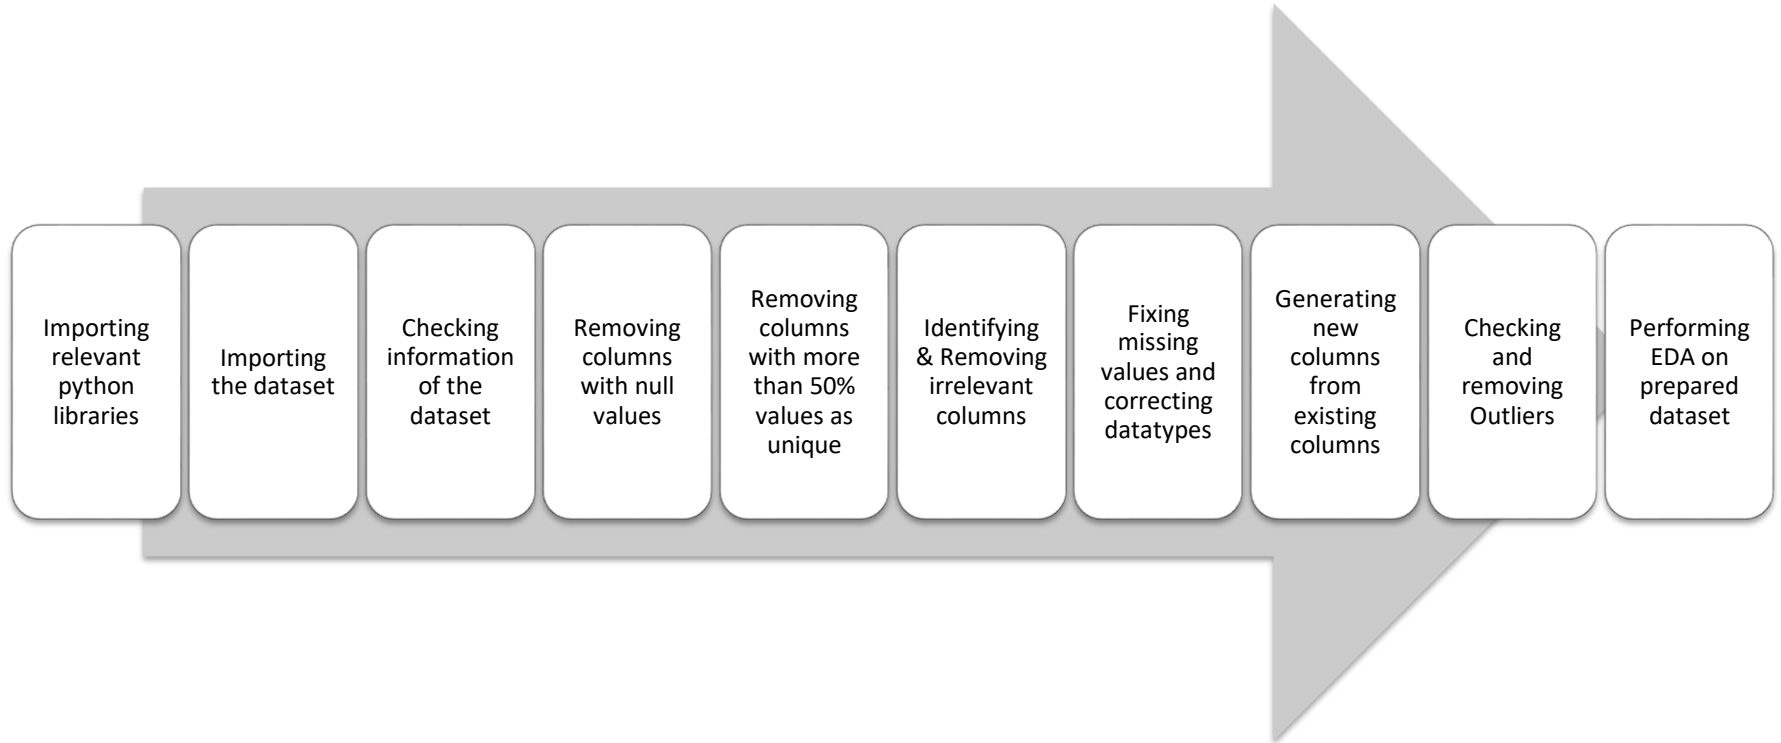 Importing
relevant
python
libraries
Importing
the dataset
Checking
information
of the
dataset
Removing
columns
with null
values
Removing
columns
with more
than 50%
values as
unique
Identifying
& Removing
irrelevant
columns
Fixing
missing
values and
correcting
datatypes
Generating
new
columns
from
existing
columns
Checking
and
removing
Outliers
Performing
EDA on
prepared
dataset